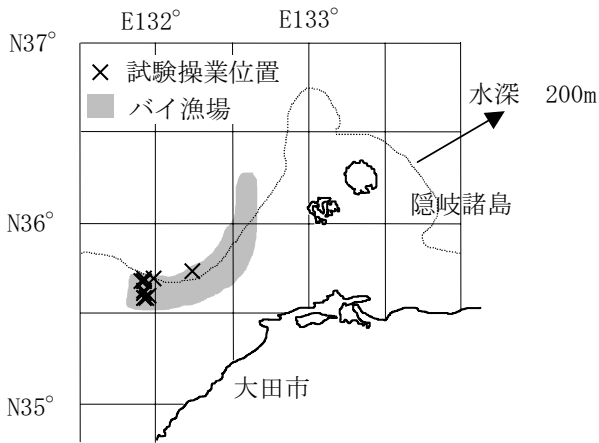 E132° E133°
N37°
× 試験操業位置
バイ漁場
水深 200m
N36°
隠岐諸島
大田市
N35°